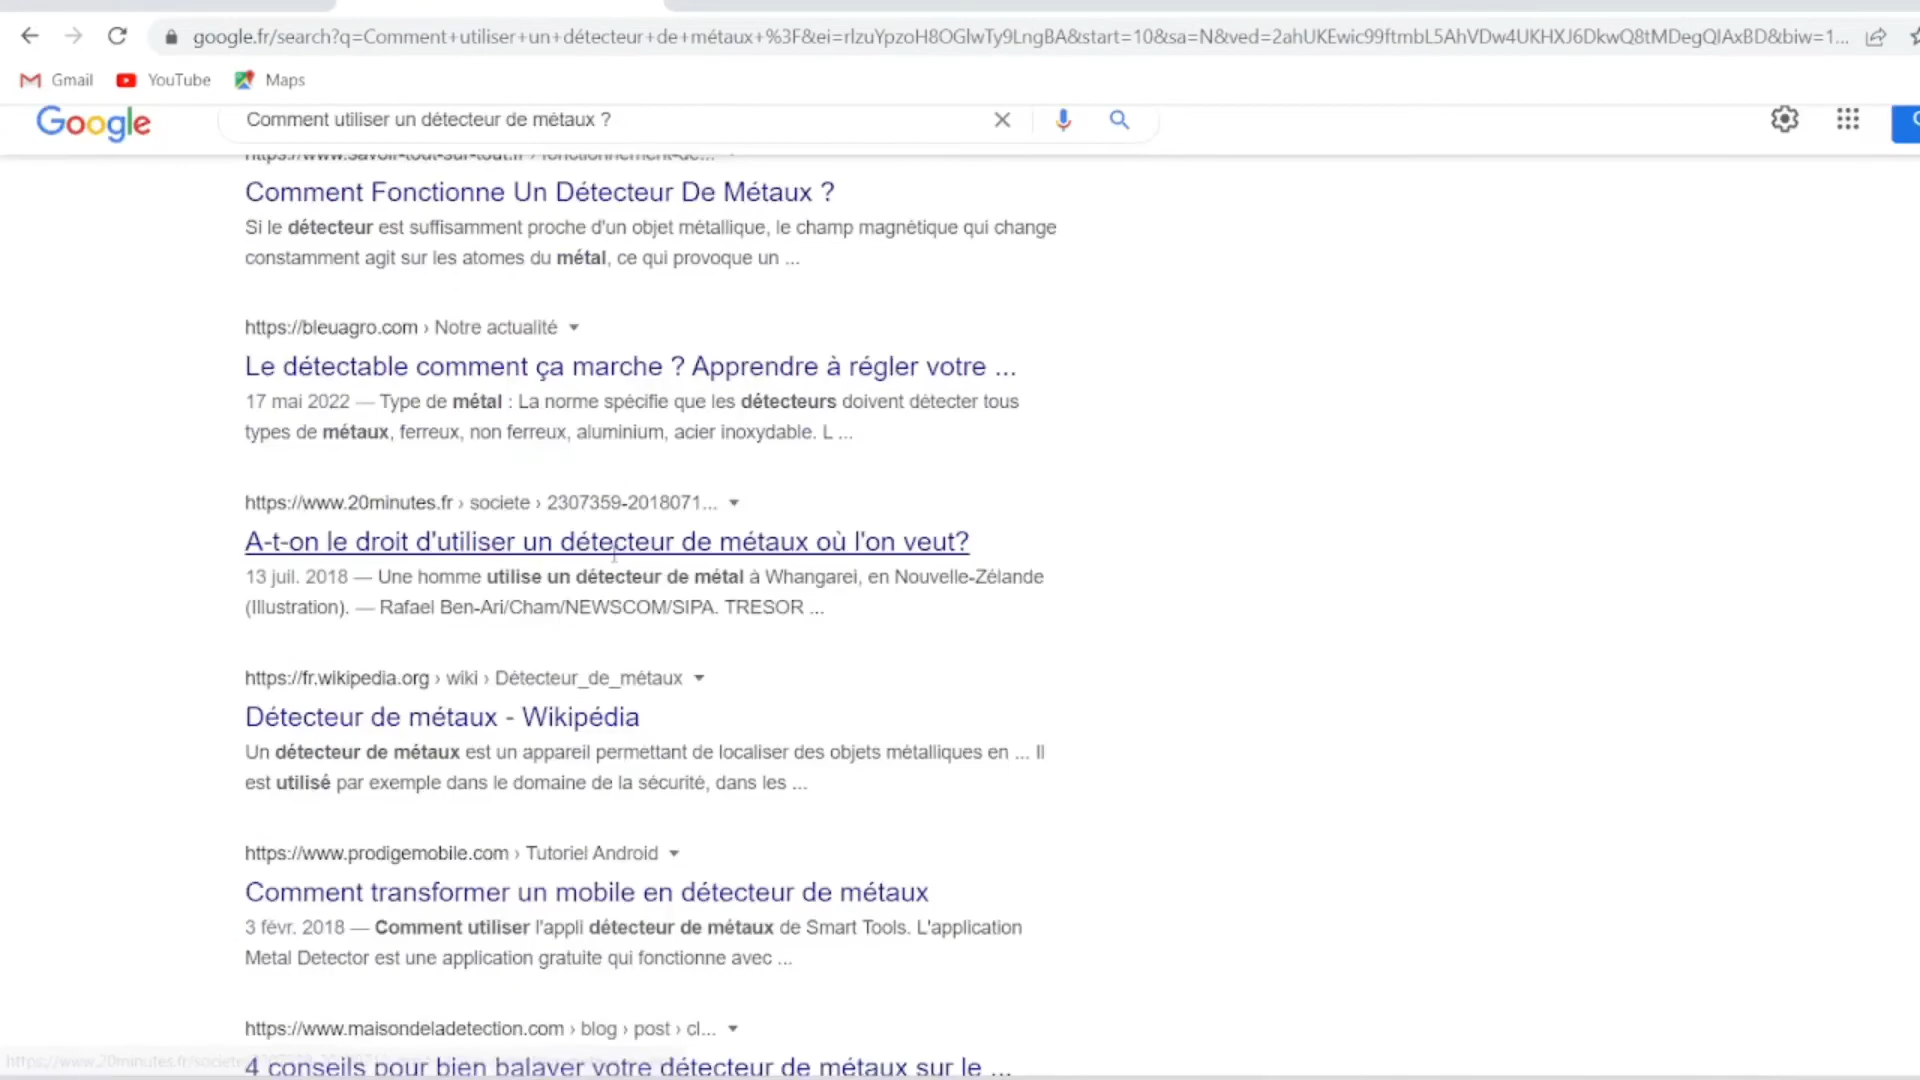 google.fr/search?q=Comment+utiliser+un+détecteur+de+métaux+%3F&ei=rlzuYpzoH8OGlwTy9LngBA&start=10&sa=N&ved=2ahUKEwic99ftmbL5AhVDw4UKHXJ6DkwQ8tMDegQIAxBD&biw=1...
Gmail YouTube Maps
Google Comment utiliser un détecteur de métaux ?
https://www.savoir-tout-sur-tout.fr › fonctionnement-de...
Comment Fonctionne Un Détecteur De Métaux ?
Si le détecteur est suffisamment proche d'un objet métallique, le champ magnétique qui change
constamment agit sur les atomes du métal, ce qui provoque un ...
https://bleuagro.com › Notre actualité
Le détectable comment ça marche ? Apprendre à régler votre ...
17 mai 2022 — Type de métal : La norme spécifie que les détecteurs doivent détecter tous
types de métaux, ferreux, non ferreux, aluminium, acier inoxydable. L ...
https://www.20minutes.fr › societe › 2307359-2018071...
A-t-on le droit d'utiliser un détecteur de métaux où l'on veut?
13 juil. 2018 — Une homme utilise un détecteur de métal à Whangarei, en Nouvelle-Zélande
(Illustration). — Rafael Ben-Ari/Cham/NEWSCOM/SIPA. TRESOR ...
https://fr.wikipedia.org › wiki › Détecteur_de_métaux
Détecteur de métaux - Wikipédia
Un détecteur de métaux est un appareil permettant de localiser des objets métalliques en ... Il
est utilisé par exemple dans le domaine de la sécurité, dans les ...
https://www.prodigemobile.com › Tutoriel Android
Comment transformer un mobile en détecteur de métaux
3 févr. 2018 — Comment utiliser l'appli détecteur de métaux de Smart Tools. L'application
Metal Detector est une application gratuite qui fonctionne avec ...
https://www.maisondeladetection.com › blog › post › cl...
4 conseils pour bien balayer votre détecteur de métaux sur le ...
https://www.20minutes.fr/societe